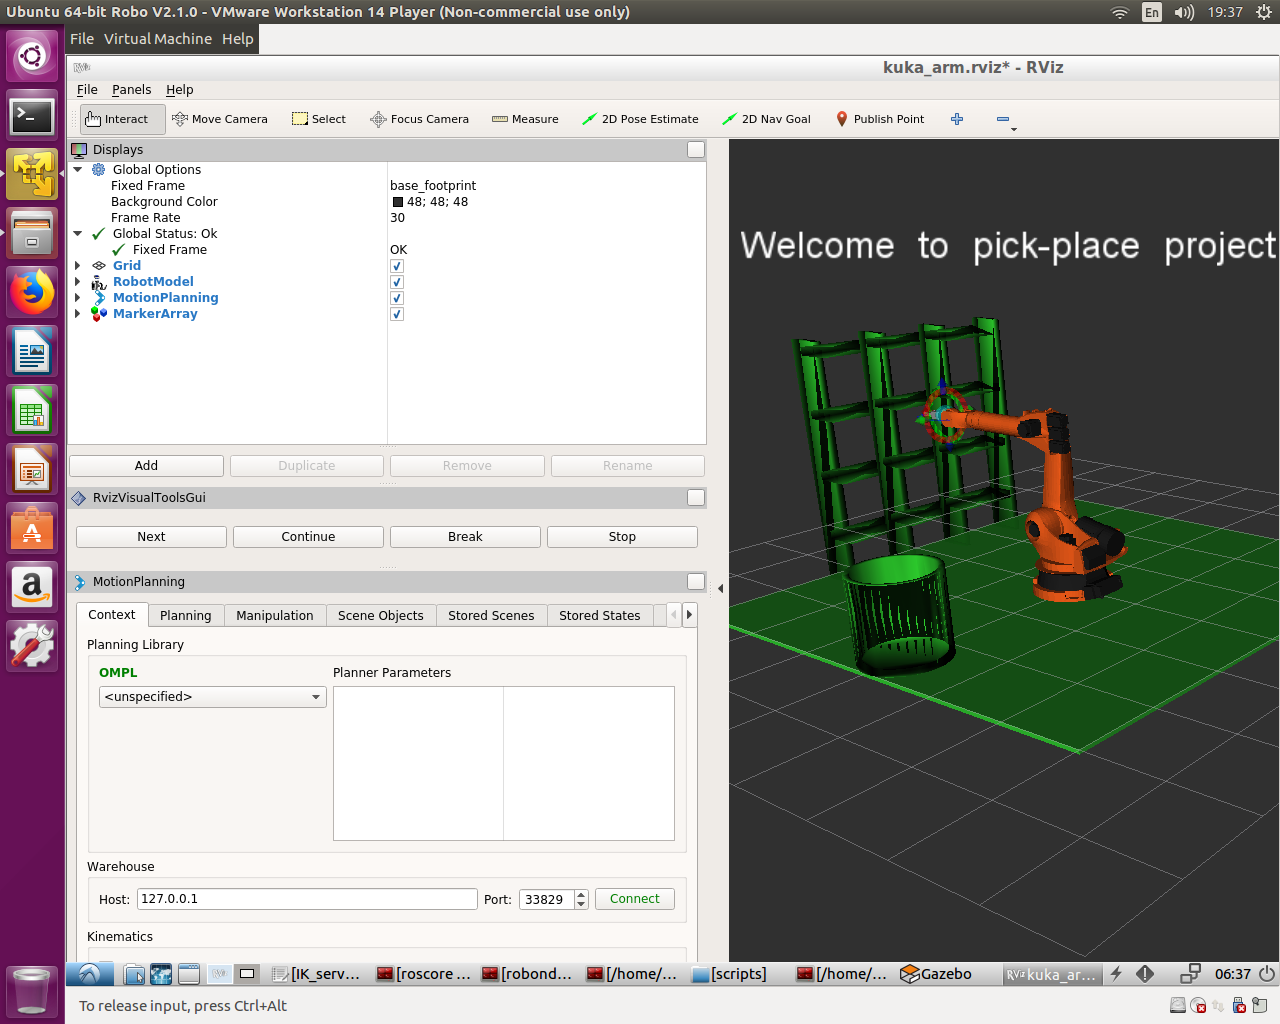 Ubuntu 64-bit Robo V2.1.0 - VMware Workstation 14 Player (Non-commercial use only)
En
19:37
File Virtual Machine Help
kuka_arm.rviz* - RViz
File Panels Help
Interact
Move Camera
Select
Focus Camera
Measure
2D Pose Estimate
2D Nav Goal
Publish Point
Displays
Global Options
Fixed Frame base_footprint
Background Color 48; 48; 48
Frame Rate 30
Global Status: Ok
Fixed Frame OK
Grid
RobotModel
MotionPlanning
MarkerArray
Add Duplicate Remove Rename
RvizVisualToolsGui
Next Continue Break Stop
MotionPlanning
Context Planning Manipulation Scene Objects Stored Scenes Stored States
Planning Library
OMPL
Planner Parameters
<unspecified>
Warehouse
Host: 127.0.0.1 Port: 33829 Connect
Kinematics
Welcome to pick-place project
[IK_serv...
[roscore ...
[robond...
[/home/...
[scripts]
[/home/...
Gazebo
RViz kuka_ar...
06:37
To release input, press Ctrl+Alt